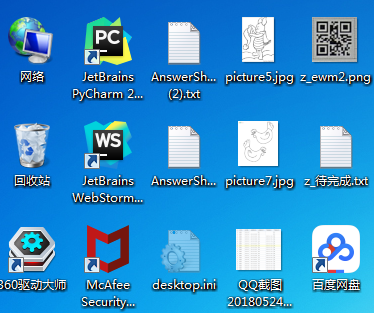 网络
JetBrains
PyCharm 2...
AnswerSh...
(2).txt
picture5.jpg
z_ewm2.png
回收站
JetBrains
WebStorm...
AnswerSh...
picture7.jpg
z_待完成.txt
360驱动大师
McAfee
Security...
desktop.ini
QQ截图
20180524...
百度网盘
PC
WS